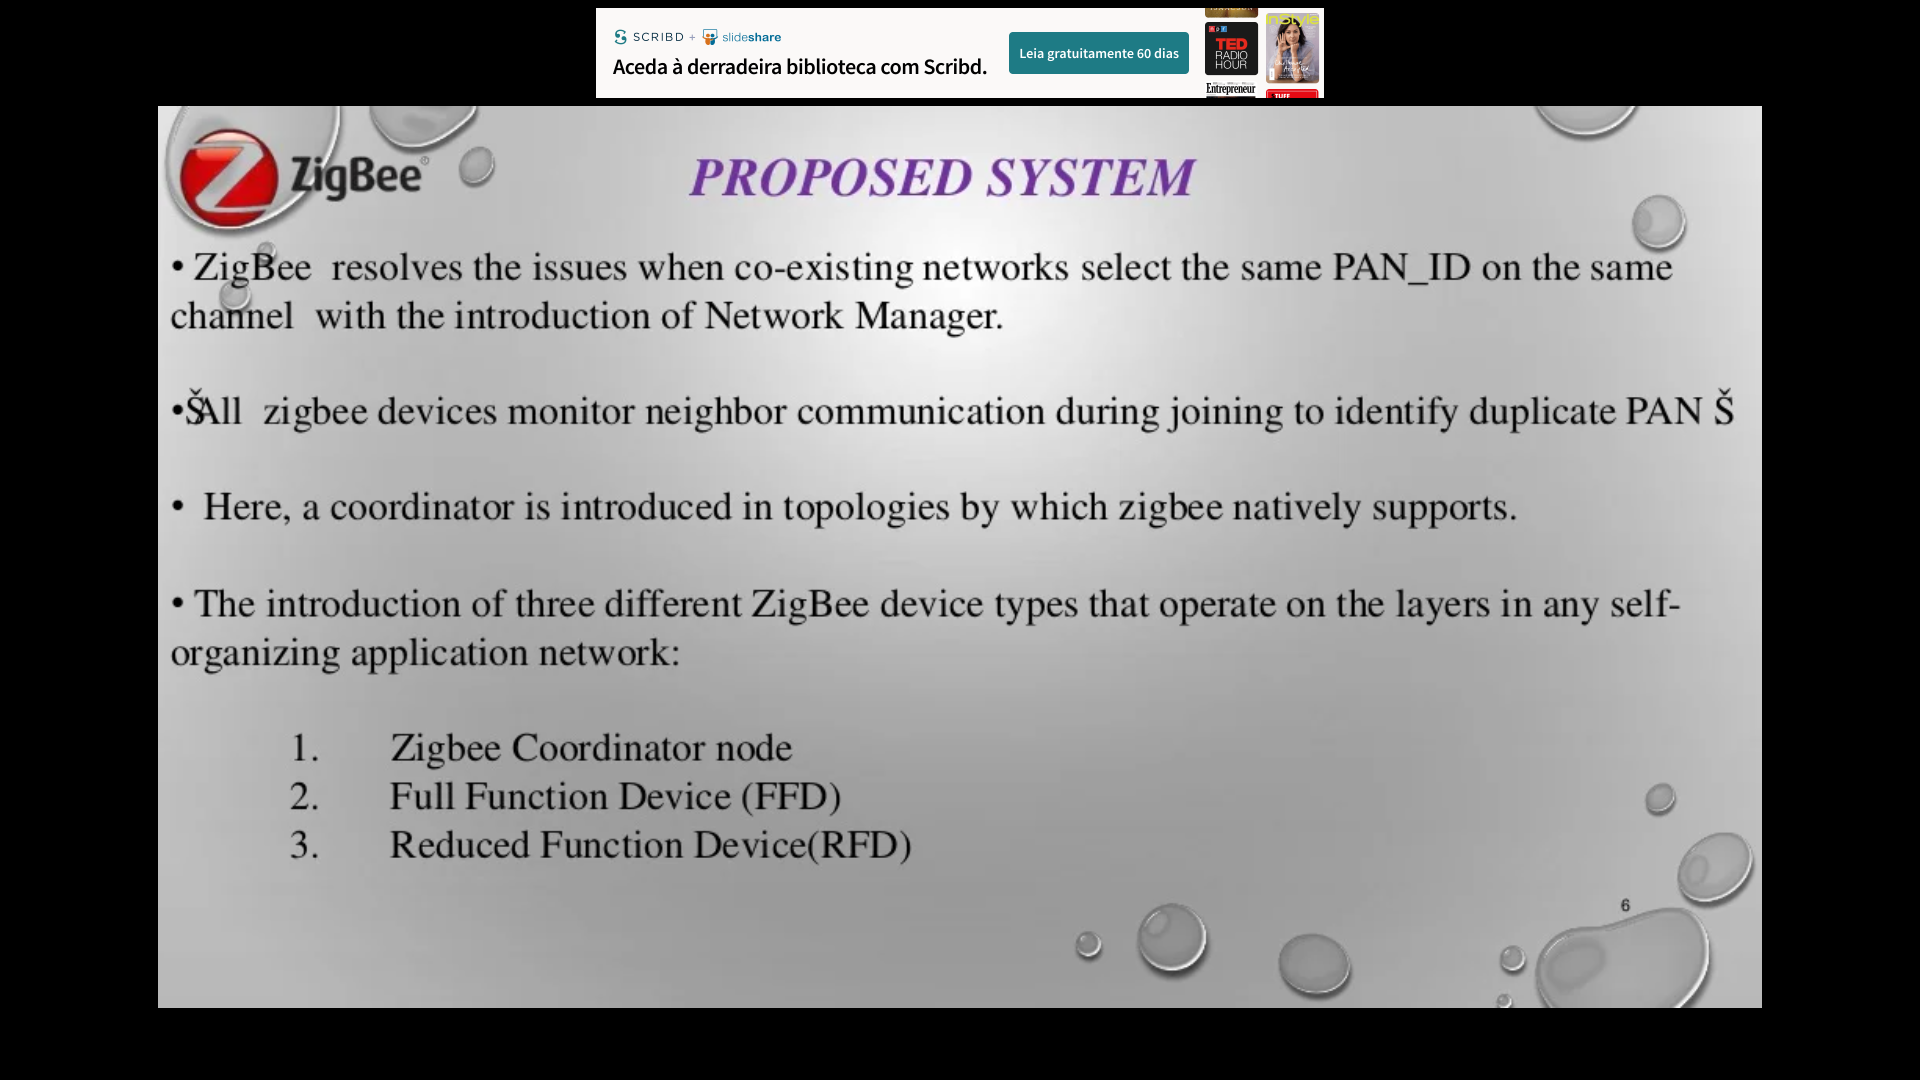 SCRIBD + slideshare
Aceda à derradeira biblioteca com Scribd.
Leia gratuitamente 60 dias
TED
RADIO
HOUR
InStyle
Entrepreneur
ZigBee®
PROPOSED SYSTEM
• ZigBee resolves the issues when co-existing networks select the same PAN_ID on the same
channel with the introduction of Network Manager.
•ŠAll zigbee devices monitor neighbor communication during joining to identify duplicate PAN Š
• Here, a coordinator is introduced in topologies by which zigbee natively supports.
• The introduction of three different ZigBee device types that operate on the layers in any self-
organizing application network:
1. Zigbee Coordinator node
2. Full Function Device (FFD)
3. Reduced Function Device(RFD)
6